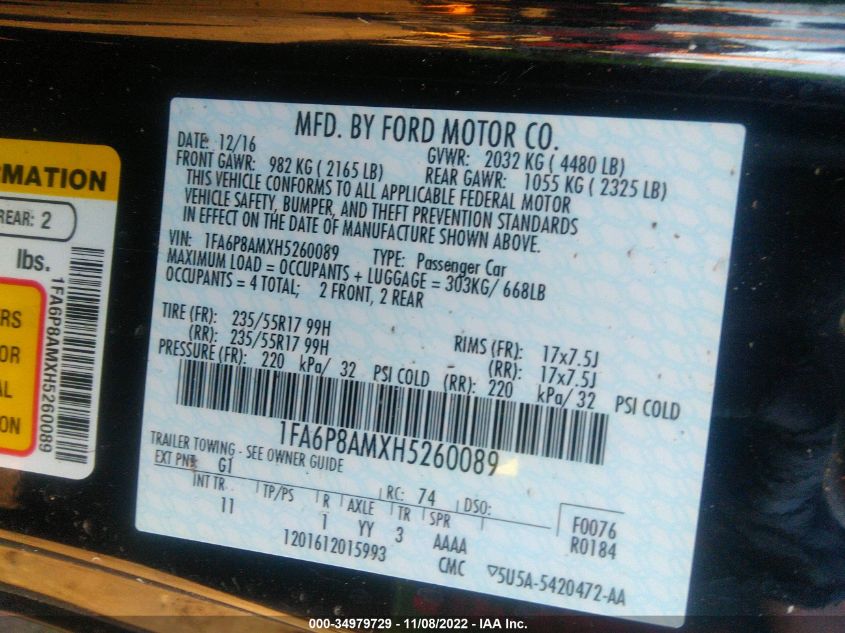 RMATION
REAR: 2
lbs.
1FA6P8AMXH5260089
ERS
OR
AL
ION
MFD. BY FORD MOTOR CO.
DATE: 12/16 GVWR: 2032 KG ( 4480 LB)
FRONT GAWR: 982 KG ( 2165 LB) REAR GAWR: 1055 KG ( 2325 LB)
THIS VEHICLE CONFORMS TO ALL APPLICABLE FEDERAL MOTOR
VEHICLE SAFETY, BUMPER, AND THEFT PREVENTION STANDARDS
IN EFFECT ON THE DATE OF MANUFACTURE SHOWN ABOVE.
VIN: 1FA6P8AMXH5260089 TYPE: Passenger Car
MAXIMUM LOAD = OCCUPANTS + LUGGAGE = 303KG/ 668LB
OCCUPANTS = 4 TOTAL; 2 FRONT, 2 REAR
TIRE (FR): 235/55R17 99H RIMS (FR): 17x7.5J
(RR): 235/55R17 99H (RR): 17x7.5J
PRESSURE (FR): 220 kPa/ 32 PSI COLD (RR): 220 kPa/ 32 PSI COLD
1FA6P8AMXH5260089
TRAILER TOWING - SEE OWNER GUIDE
EXT PNT: G1 RC: 74 DSO: F0076
INT TR TP/PS R AXLE TR SPR R0184
11 1 YY 3 AAAA
1201612015993 CMC ▽5U5A-5420472-AA
000-34979729 - 11/08/2022 - IAA Inc.